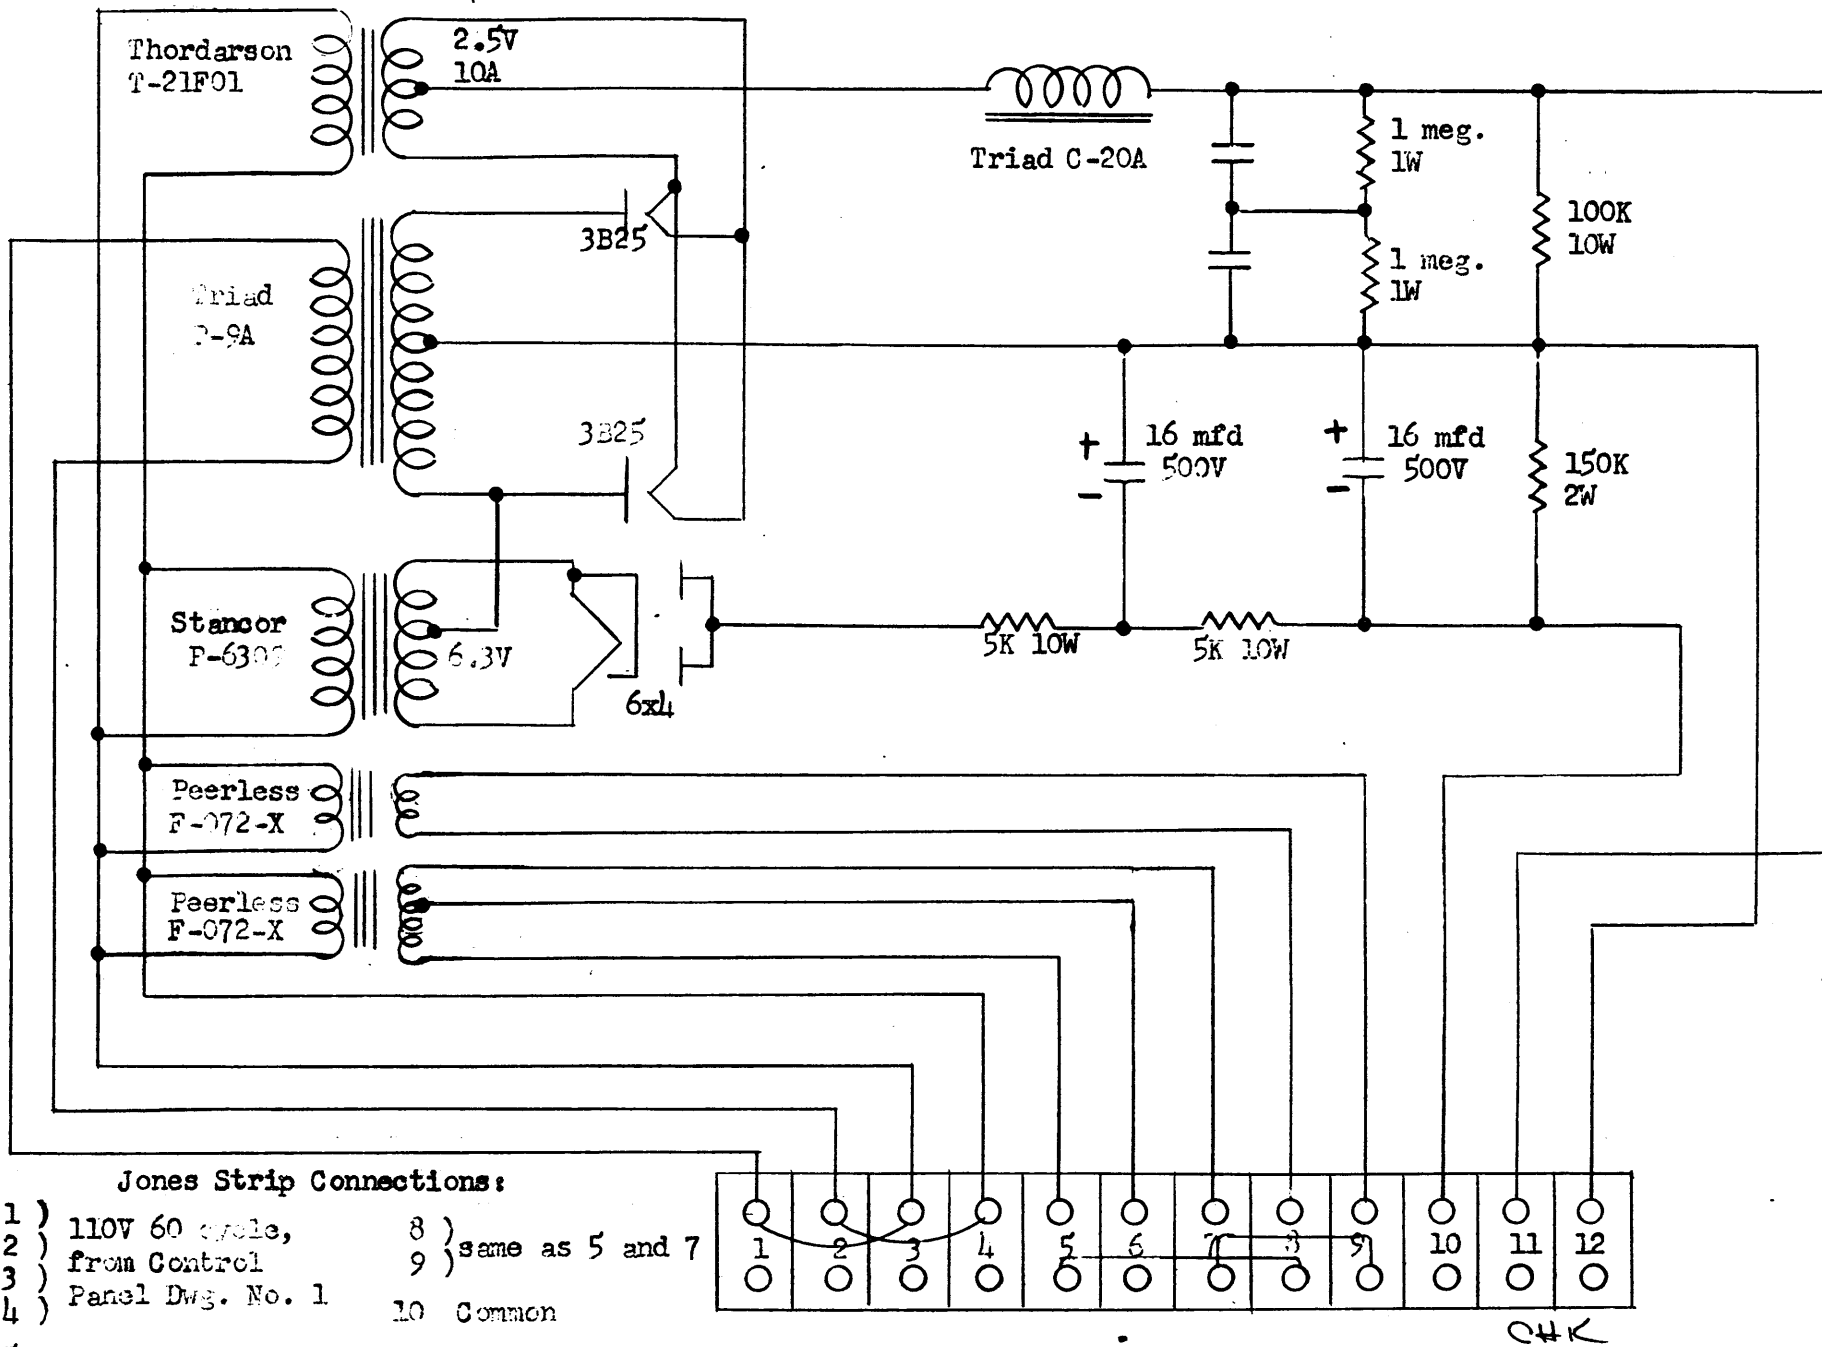 Thordarson
T-21F01
2.5V
10A
Triad C-20A
1 meg.
1W
100K
10W
1 meg.
1W
3B25
Triad
P-9A
3B25
+
-
16 mfd
500V
+
-
16 mfd
500V
150K
2W
Stancor
6.3V
6x4
5K 10W
5K 10W
Peerless
F-072-X
Peerless
F-072-X
Jones Strip Connections:
1 )
2 )
3 )
4 )
110V 60 cycle,
from Control
Panel Dwg. No. 1
8 )
9 )
same as 5 and 7
10 Common
1 2 3 4 5 6 7 8 9 10 11 12
CHK